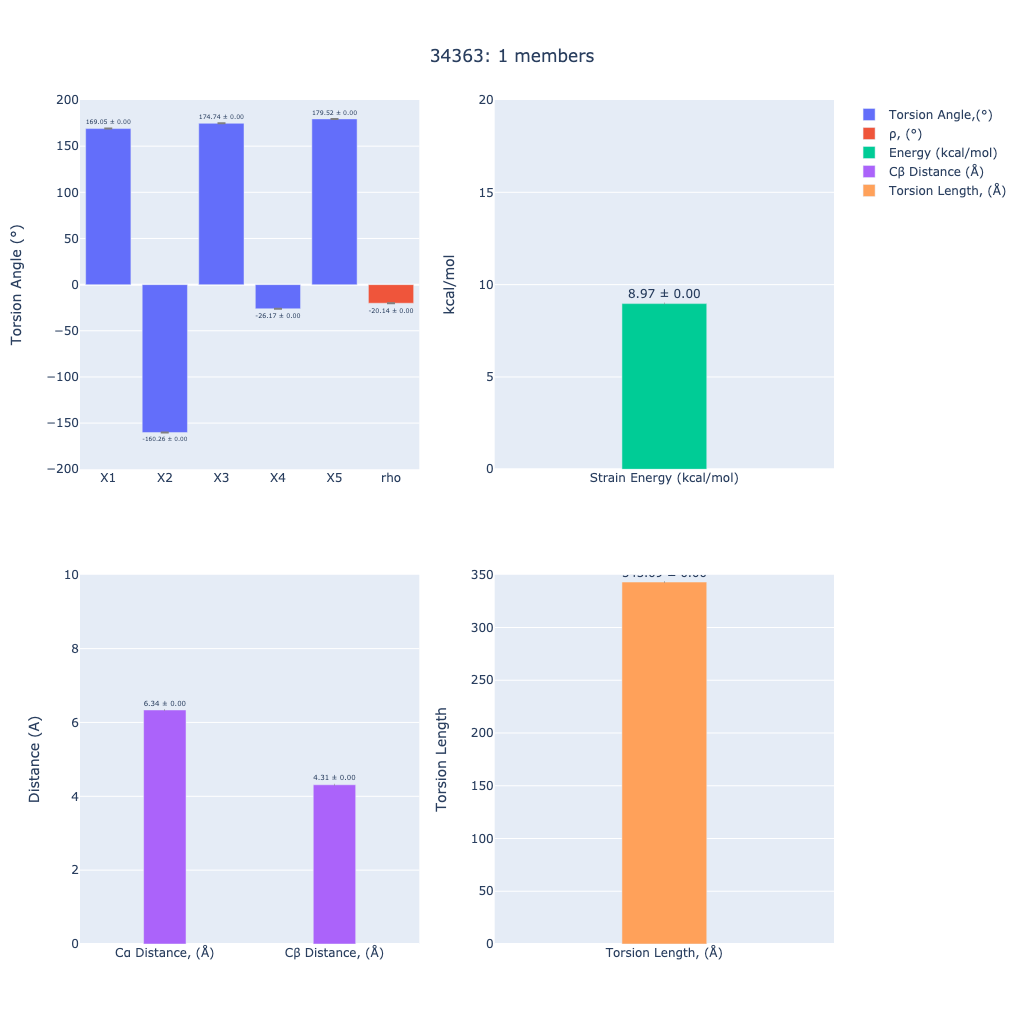 34363: 1 members
200
150
100
50
0
−50
−100
−150
−200
Torsion Angle (°)
169.05 ± 0.00
-160.26 ± 0.00
174.74 ± 0.00
-26.17 ± 0.00
179.52 ± 0.00
-20.14 ± 0.00
X1
X2
X3
X4
X5
rho
20
15
10
5
0
kcal/mol
8.97 ± 0.00
Strain Energy (kcal/mol)
Torsion Angle,(°)
ρ, (°)
Energy (kcal/mol)
Cβ Distance (Å)
Torsion Length, (Å)
10
8
6
4
2
0
Distance (A)
6.34 ± 0.00
4.31 ± 0.00
Cα Distance, (Å)
Cβ Distance, (Å)
350
300
250
200
150
100
50
0
Torsion Length
Torsion Length, (Å)